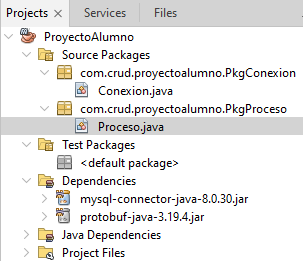 Projects Services Files
ProyectoAlumno
Source Packages
com.crud.proyectoalumno.PkgConexion
Conexion.java
com.crud.proyectoalumno.PkgProceso
Proceso.java
Test Packages
<default package>
Dependencies
mysql-connector-java-8.0.30.jar
protobuf-java-3.19.4.jar
Java Dependencies
Project Files